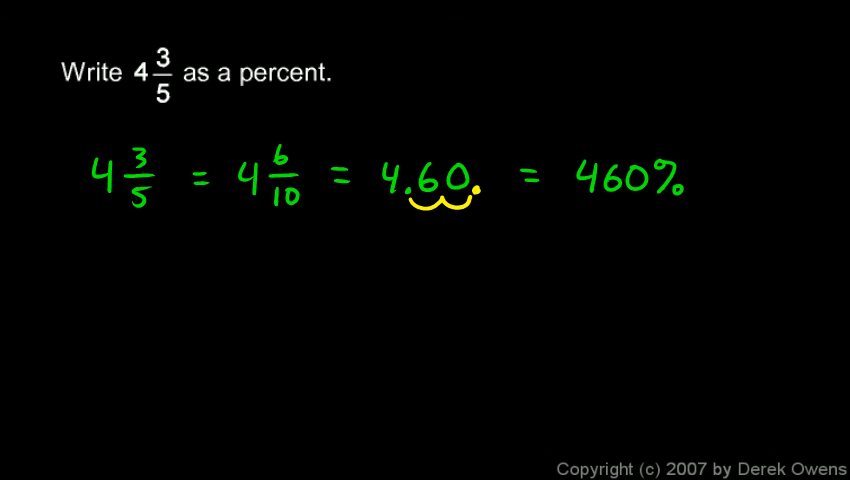 Write 4 3/5 as a percent.
4 3/5 = 4 6/10 = 4.60. = 460%
Copyright (c) 2007 by Derek Owens